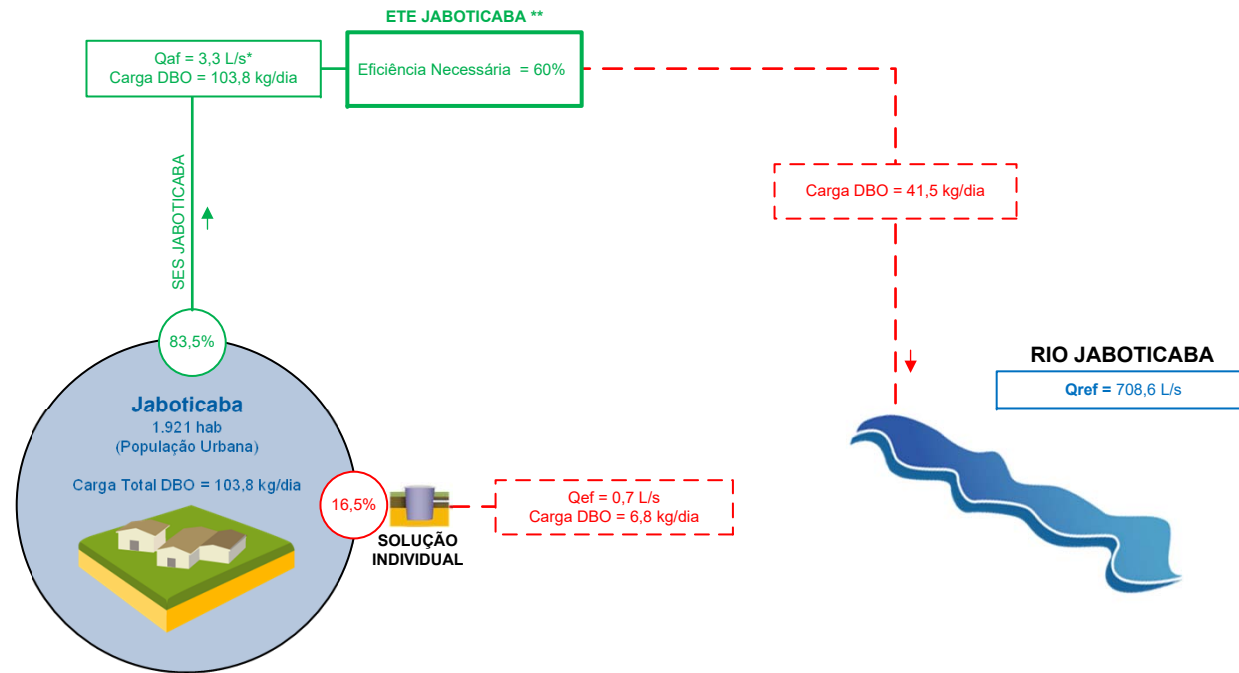 ETE JABOTICABA **
Qaf = 3,3 L/s*
Carga DBO = 103,8 kg/dia
Eficiência Necessária = 60%
Carga DBO = 41,5 kg/dia
SES JABOTICABA
83,5%
RIO JABOTICABA
Qref = 708,6 L/s
Jaboticaba
1.921 hab
(População Urbana)
Carga Total DBO = 103,8 kg/dia
16,5%
SOLUÇÃO
INDIVIDUAL
Qef = 0,7 L/s
Carga DBO = 6,8 kg/dia